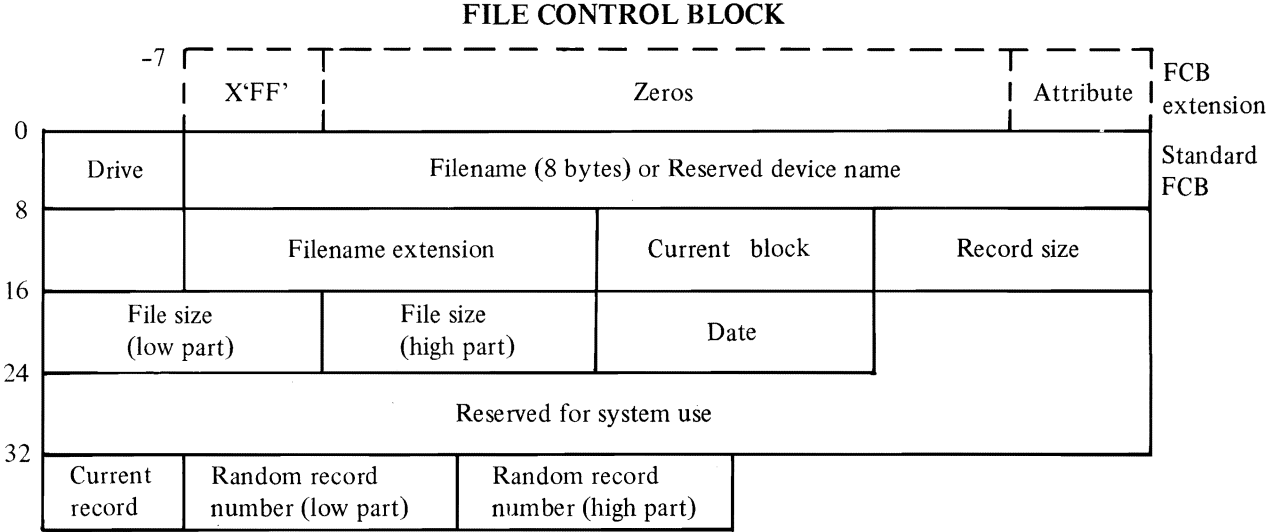 FILE CONTROL BLOCK
-7
X‘FF’
Zeros
Attribute
FCB
extension
0
Drive
Filename (8 bytes) or Reserved device name
Standard
FCB
8
Filename extension
Current block
Record size
16
File size
(low part)
File size
(high part)
Date
24
Reserved for system use
32
Current
record
Random record
number (low part)
Random record
number (high part)